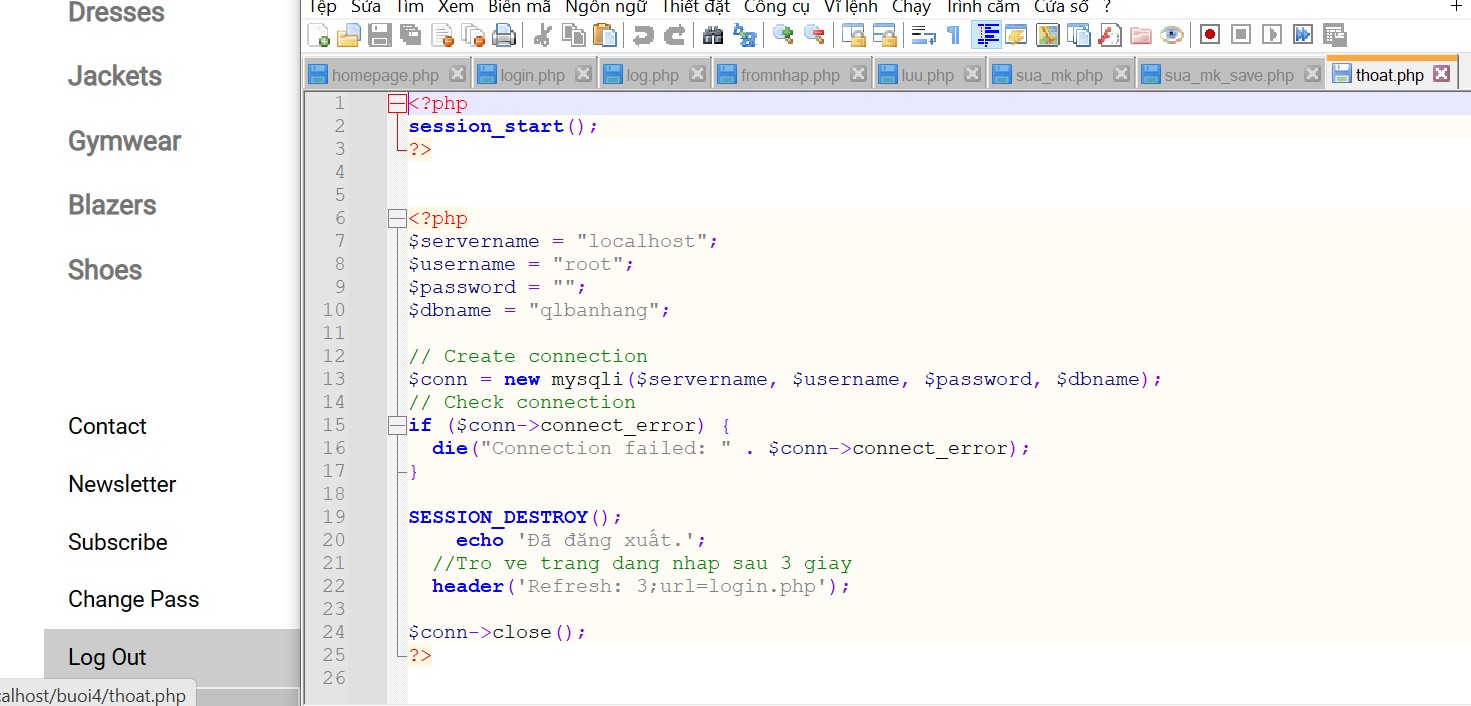 Dresses
Jackets
Gymwear
Blazers
Shoes
Contact
Newsletter
Subscribe
Change Pass
Log Out
calhost/buoi4/thoat.php
Tệp Sửa Tìm Xem Biên mã Ngôn ngữ Thiết đặt Công cụ Vĩ lệnh Chạy Trình cắm Cửa sổ ? +
homepage.php login.php log.php fromnhap.php luu.php sua_mk.php sua_mk_save.php thoat.php
1 <?php
2 session_start();
3 ?>
4
5
6 <?php
7 $servername = "localhost";
8 $username = "root";
9 $password = "";
10 $dbname = "qlbanhang";
11
12 // Create connection
13 $conn = new mysqli($servername, $username, $password, $dbname);
14 // Check connection
15 if ($conn->connect_error) {
16 die("Connection failed: " . $conn->connect_error);
17 }
18
19 SESSION_DESTROY();
20 echo 'Đã đăng xuất.';
21 //Tro ve trang dang nhap sau 3 giay
22 header('Refresh: 3;url=login.php');
23
24 $conn->close();
25 ?>
26